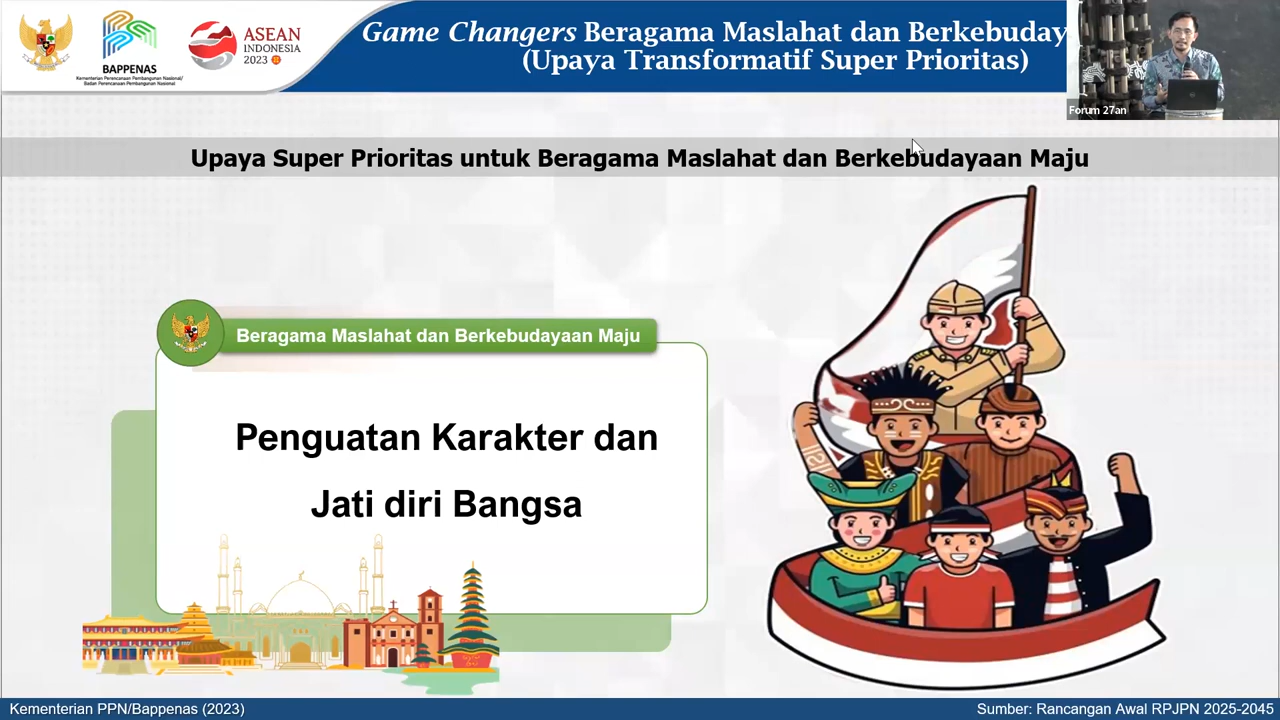 BAPPENAS
Kementerian Perencanaan Pembangunan Nasional/
Badan Perencanaan Pembangunan Nasional
ASEAN
INDONESIA
2023
Game Changers Beragama Maslahat dan Berkebuday
(Upaya Transformatif Super Prioritas)
Forum 27an
Upaya Super Prioritas untuk Beragama Maslahat dan Berkebudayaan Maju
Beragama Maslahat dan Berkebudayaan Maju
Penguatan Karakter dan
Jati diri Bangsa
Kementerian PPN/Bappenas (2023)
Sumber: Rancangan Awal RPJPN 2025-2045